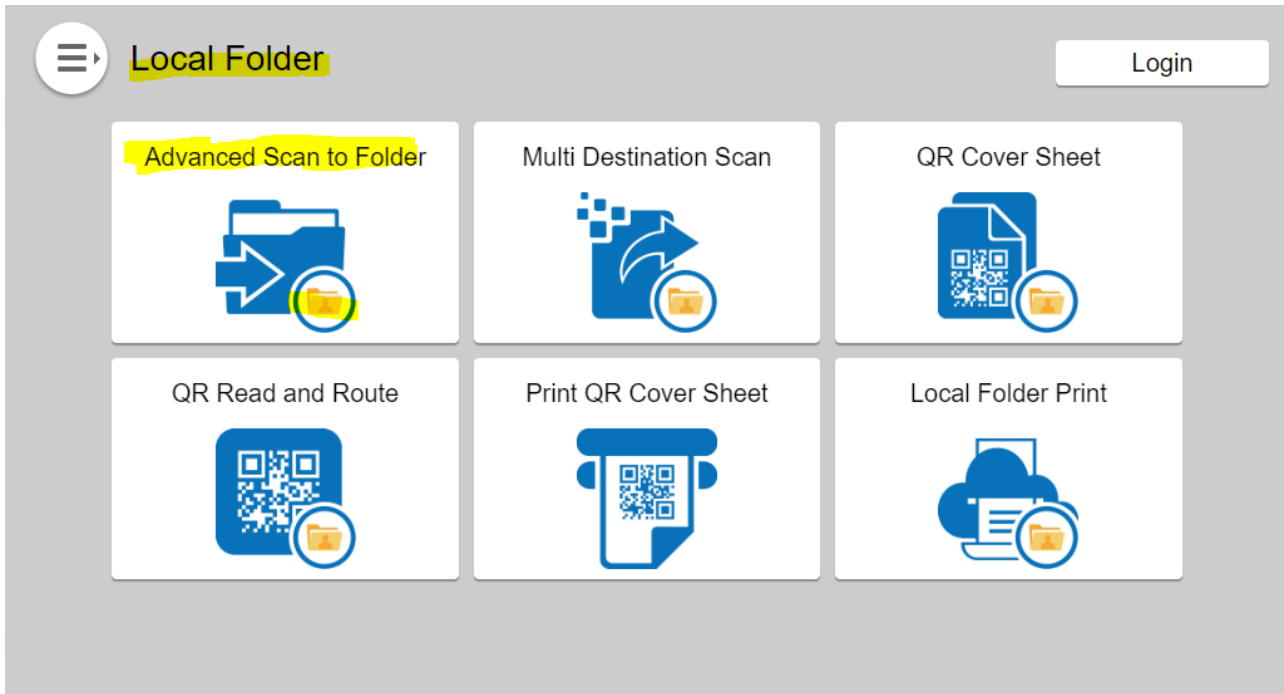 Local Folder
Login
Advanced Scan to Folder
Multi Destination Scan
QR Cover Sheet
QR Read and Route
Print QR Cover Sheet
Local Folder Print